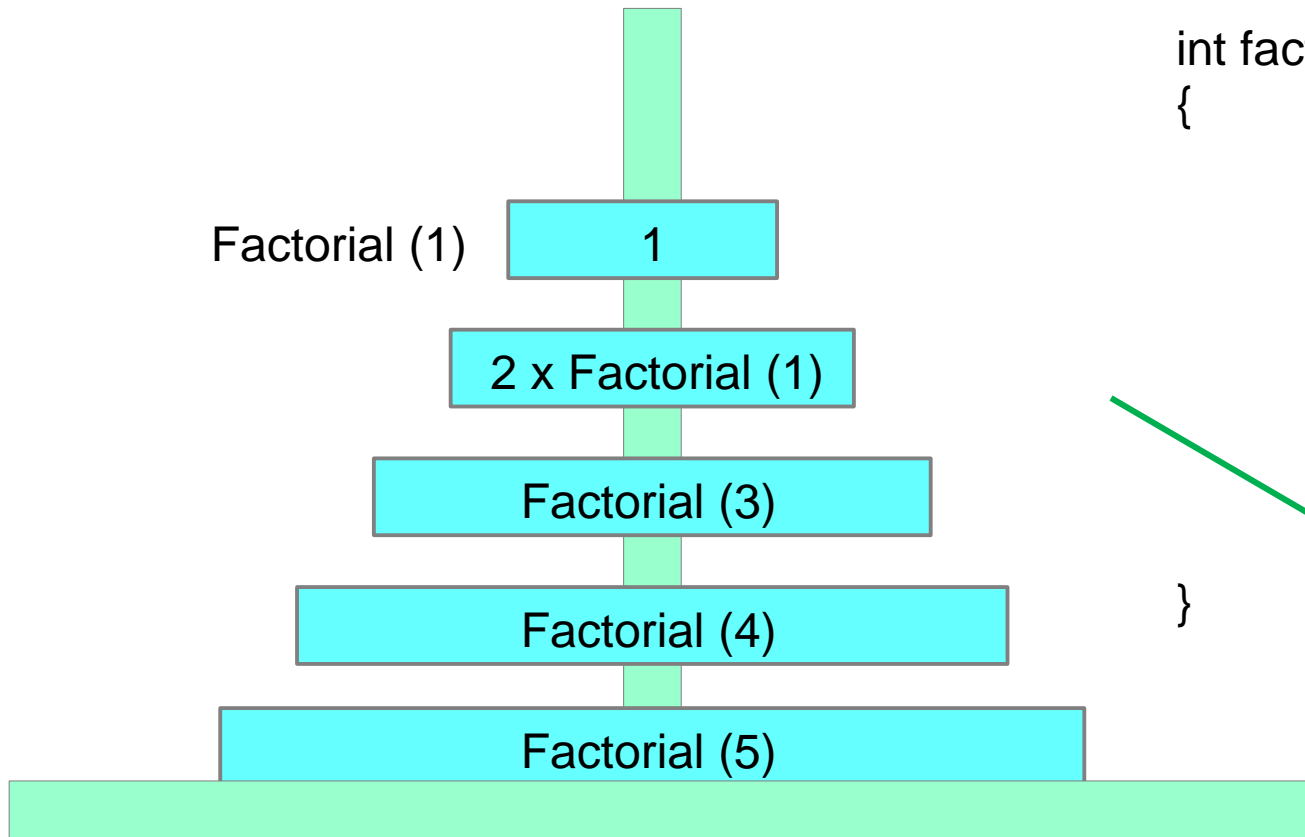 int fac
{
Factorial (1)
1
2 x Factorial (1)
Factorial (3)
Factorial (4)
}
Factorial (5)